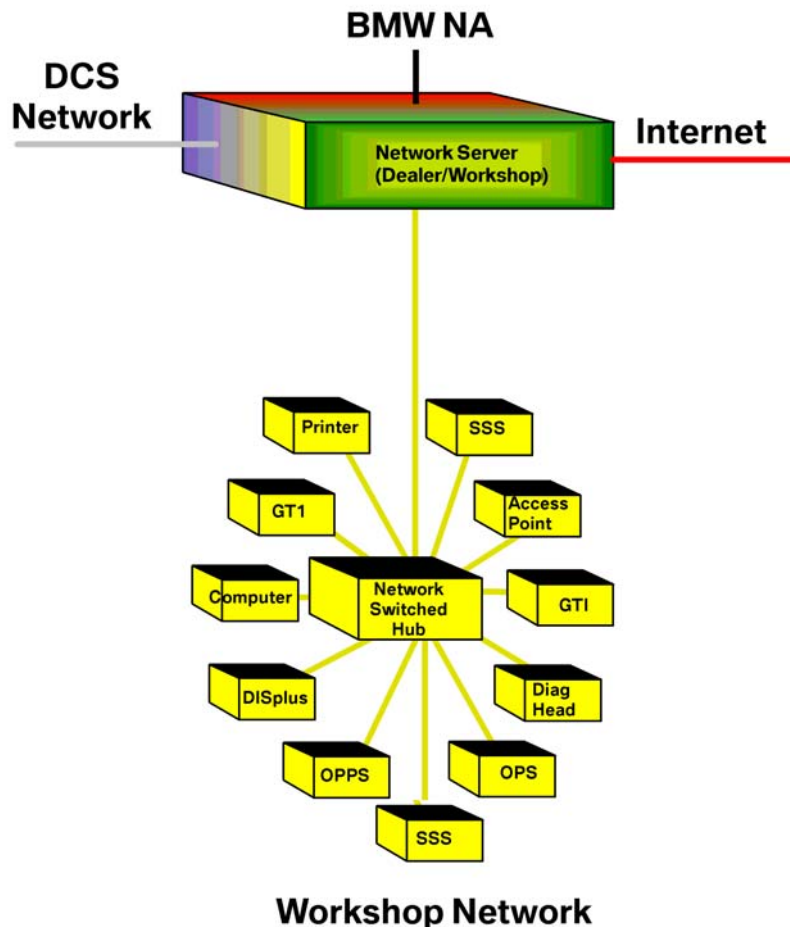 BMW NA
DCS
Network
Internet
Network Server
(Dealer/Workshop)
Printer
SSS
GT1
Access
Point
Computer
Network
Switched
Hub
GTI
DISplus
Diag
Head
OPPS
OPS
SSS
Workshop Network